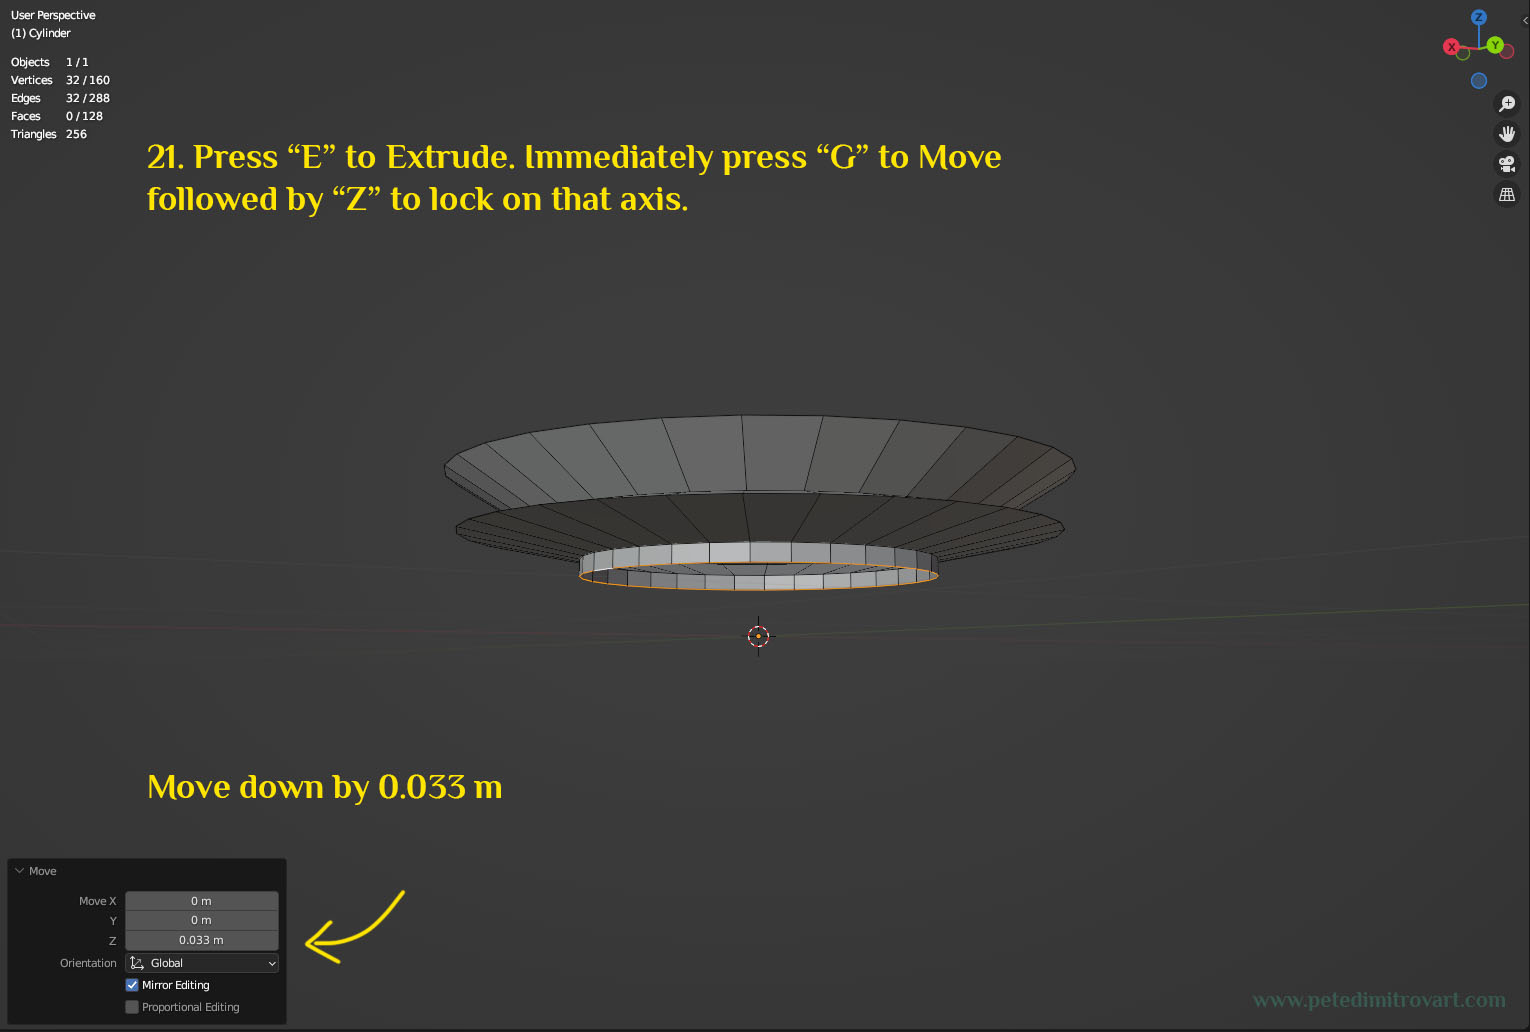 User Perspective
(1) Cylinder
Objects 1 / 1
Vertices 32 / 160
Edges 32 / 288
Faces 0 / 128
Triangles 256
Z
X
Y
21. Press “E” to Extrude. Immediately press “G” to Move
followed by “Z” to lock on that axis.
Move down by 0.033 m
Move
Move X 0 m
Y 0 m
Z 0.033 m
Orientation Global
Mirror Editing
Proportional Editing
www.petedimitrovart.com